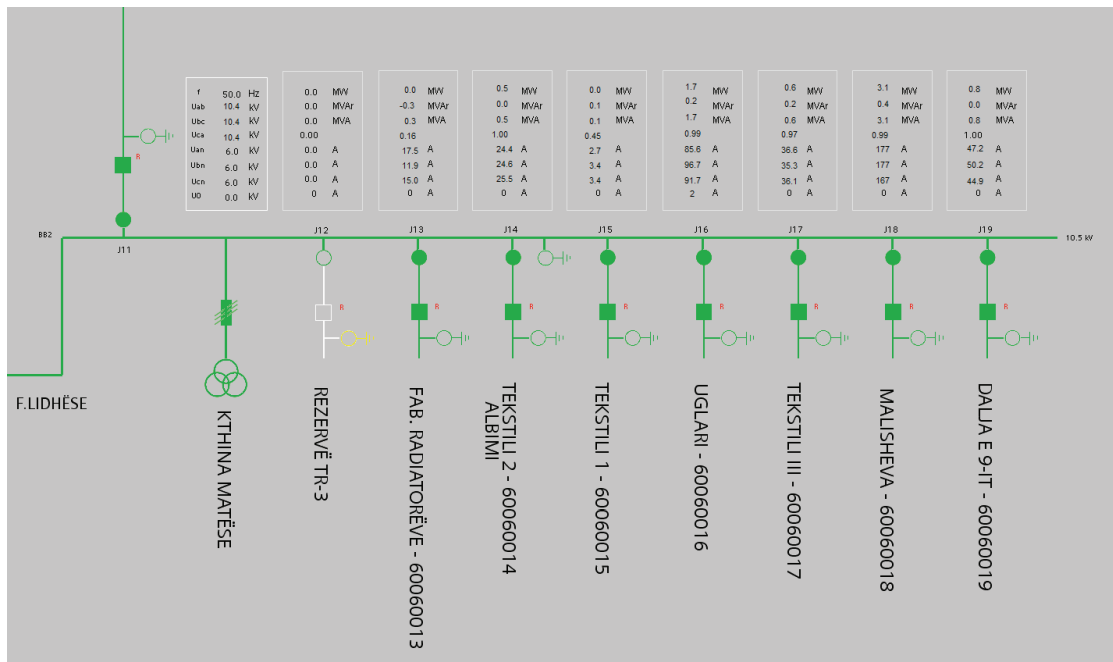 f 50.0 Hz
Uab 10.4 kV
Ubc 10.4 kV
Uca 10.4 kV
Uan 6.0 kV
Ubn 6.0 kV
Ucn 6.0 kV
U0 0.0 kV
0.0 MW
0.0 MVAr
0.0 MVA
0.00
0.0 A
0.0 A
0.0 A
0 A
0.0 MW
-0.3 MVAr
0.3 MVA
0.16
17.5 A
11.9 A
15.0 A
0 A
0.5 MW
0.0 MVAr
0.5 MVA
1.00
24.4 A
24.6 A
25.5 A
0 A
0.0 MW
0.1 MVAr
0.1 MVA
0.45
2.7 A
3.4 A
3.4 A
0 A
1.7 MW
0.2 MVAr
1.7 MVA
0.99
85.6 A
96.7 A
91.7 A
2 A
0.6 MW
0.2 MVAr
0.6 MVA
0.97
36.6 A
35.3 A
36.1 A
0 A
3.1 MW
0.4 MVAr
3.1 MVA
0.99
177 A
177 A
167 A
0 A
0.8 MW
0.0 MVAr
0.8 MVA
1.00
47.2 A
50.2 A
44.9 A
0 A
R
BB2
J11
J12
J13
J14
J15
J16
J17
J18
J19
10.5 kV
R
R
R
R
R
R
R
R
F.LIDHËSE
KTHINA MATËSE
REZERVË TR-3
FAB. RADIATORËVE - 60060013
TEKSTILI 2 - 60060014
ALBIMI
TEKSTILI 1 - 60060015
UGLARI - 60060016
TEKSTILI III - 60060017
MALISHEVA - 60060018
DALJA E 9-IT - 60060019